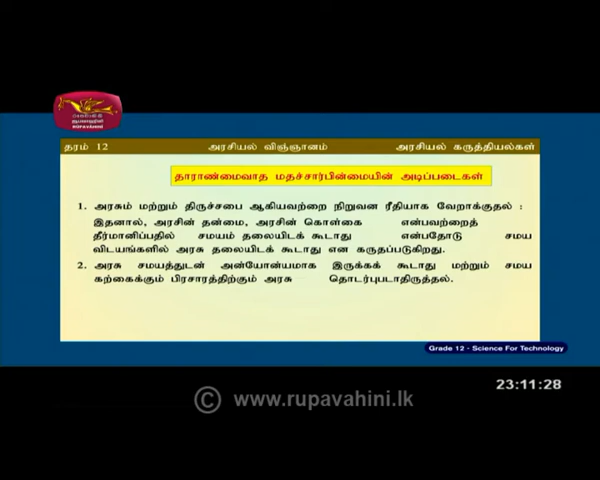 தரம் 12 அரசியல் விஞ்ஞானம் அரசியல் கருத்தியல்கள்
தாராண்மைவாத மதச்சார்பின்மையின் அடிப்படைகள்
1. அரசும் மற்றும் திருச்சபை ஆகியவற்றை நிறுவன ரீதியாக வேறாக்குதல் :
இதனால், அரசின் தன்மை, அரசின் கொள்கை என்பவற்றைத்
தீர்மானிப்பதில் சமயம் தலையிடக் கூடாது என்பதோடு சமய
விடயங்களில் அரசு தலையிடக் கூடாது என கருதப்படுகிறது.
2. அரசு சமயத்துடன் அன்யோன்யமாக இருக்கக் கூடாது மற்றும் சமய
கற்கைக்கும் பிரசாரத்திற்கும் அரசு தொடர்புபடாதிருத்தல்.
Grade 12 - Science For Technology
23:11:28
© www.rupavahini.lk